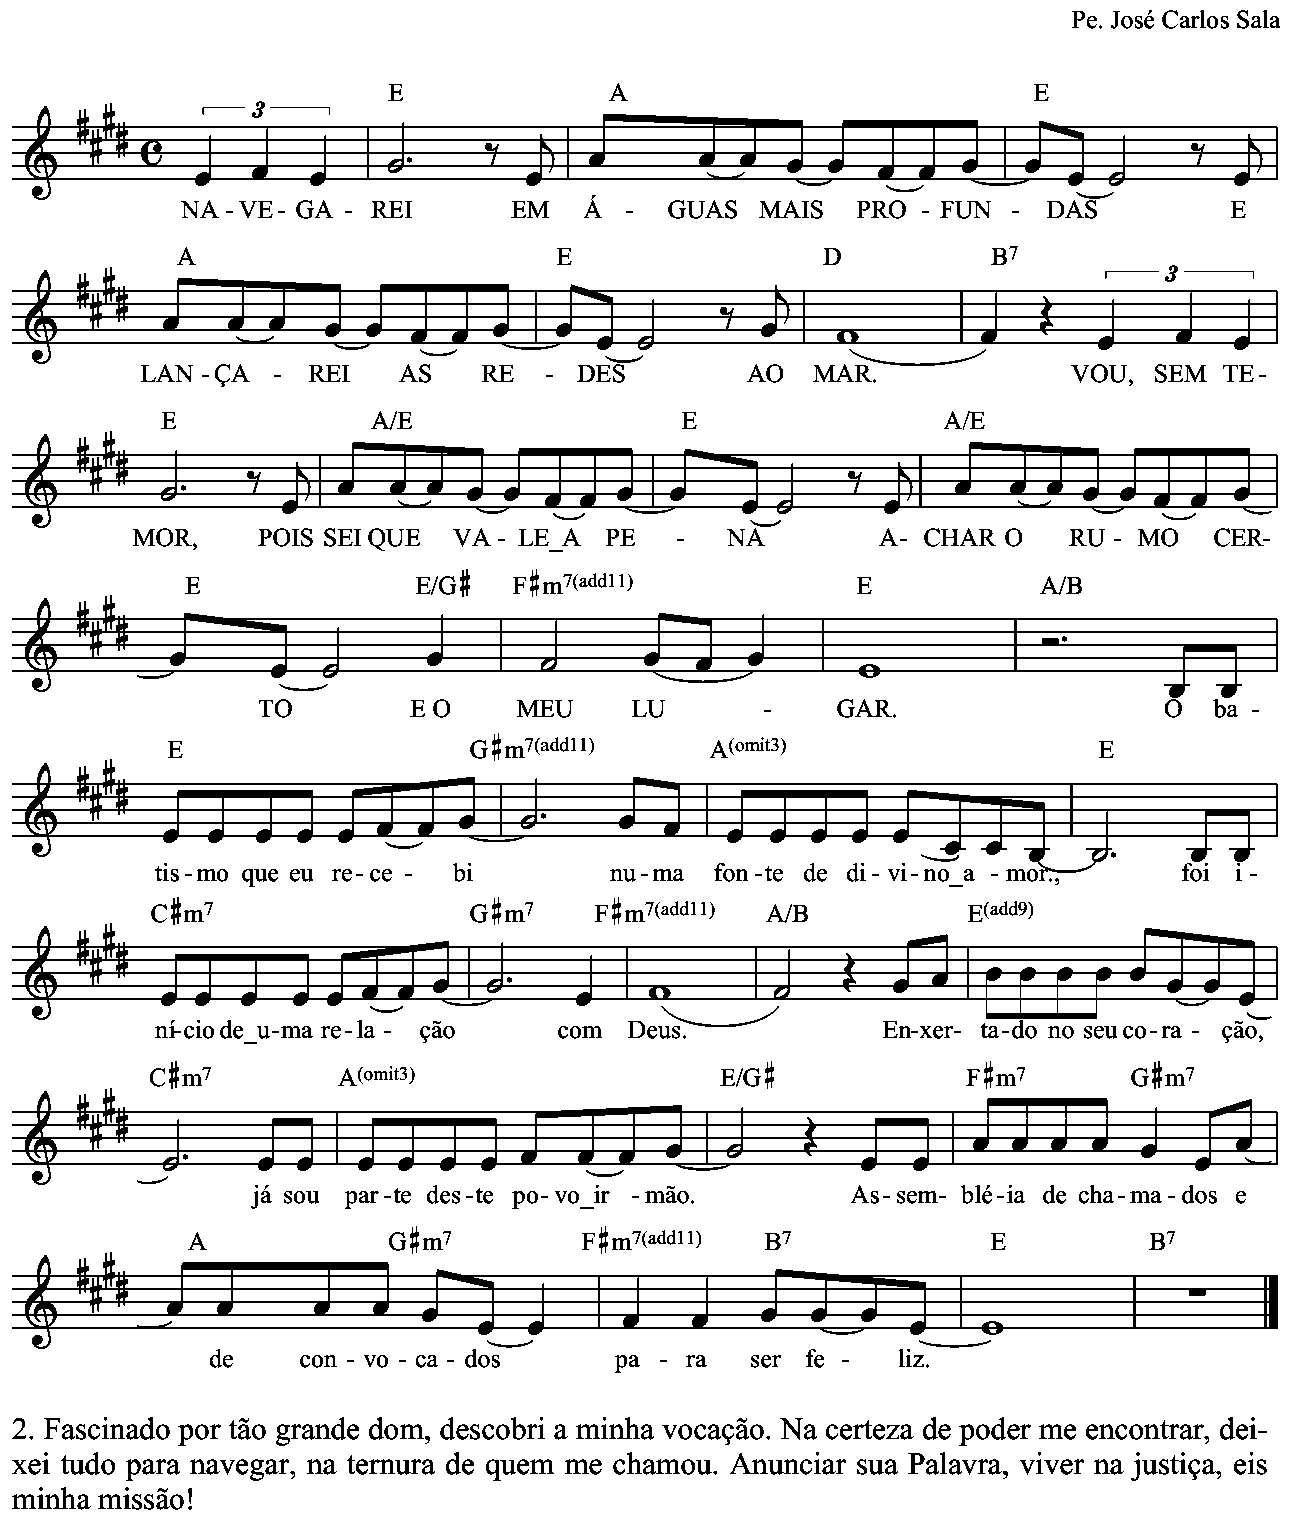 Pe. José Carlos Sala
3
E A E
NA - VE - GA - REI EM Á - GUAS MAIS PRO - FUN - DAS E
A E D B7 3
LAN - ÇA - REI AS RE - DES AO MAR. VOU, SEM TE-
E A/E E A/E
MOR, POIS SEI QUE VA - LE_A PE - NA A- CHAR O RU - MO CER-
E E/G♯ F♯m7(add11) E A/B
TO E O MEU LU - GAR. O ba-
E G♯m7(add11) A(omit3) E
tis - mo que eu re - ce - bi nu - ma fon - te de di - vi - no_a - mor., foi i-
C♯m7 G♯m7 F♯m7(add11) A/B E(add9)
ní - cio de_u - ma re - la - ção com Deus. En - xer - ta - do no seu co - ra - ção,
C♯m7 A(omit3) E/G♯ F♯m7 G♯m7
já sou par - te des - te po - vo_ir - mão. As - sem - bléia de cha - ma - dos e
A G♯m7 F♯m7(add11) B7 E B7
de con - vo - ca - dos pa - ra ser fe - liz.
2. Fascinado por tão grande dom, descobri a minha vocação. Na certeza de poder me encontrar, dei-
xei tudo para navegar, na ternura de quem me chamou. Anunciar sua Palavra, viver na justiça, eis
minha missão!